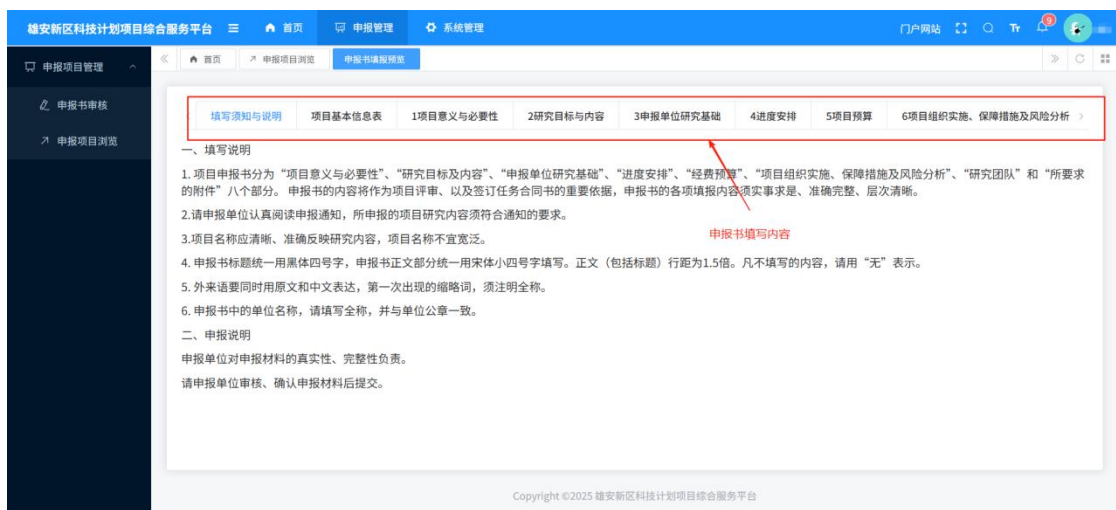 雄安新区科技计划项目综合服务平台 首页 申报管理 系统管理 门户网站 Tr 9
申报项目管理 首页 申报项目浏览 申报书填报预览
申报书审核
申报项目浏览
填写须知与说明 项目基本信息表 1项目意义与必要性 2研究目标与内容 3申报单位研究基础 4进度安排 5项目预算 6项目组织实施、保障措施及风险分析
一、填写说明
1. 项目申报书分为“项目意义与必要性”、“研究目标及内容”、“申报单位研究基础”、“进度安排”、“经费预算”、“项目组织实施、保障措施及风险分析”、“研究团队”和“所要求
的附件”八个部分。 申报书的内容将作为项目评审、以及签订任务合同书的重要依据，申报书的各项填报内容须实事求是、准确完整、层次清晰。
2.请申报单位认真阅读申报通知，所申报的项目研究内容须符合通知的要求。
3.项目名称应清晰、准确反映研究内容，项目名称不宜宽泛。
申报书填写内容
4. 申报书标题统一用黑体四号字，申报书正文部分统一用宋体小四号字填写。正文（包括标题）行距为1.5倍。凡不填写的内容，请用“无”表示。
5. 外来语要同时用原文和中文表达，第一次出现的缩略词，须注明全称。
6. 申报书中的单位名称，请填写全称，并与单位公章一致。
二、申报说明
申报单位对申报材料的真实性、完整性负责。
请申报单位审核、确认申报材料后提交。
Copyright ©2025 雄安新区科技计划项目综合服务平台